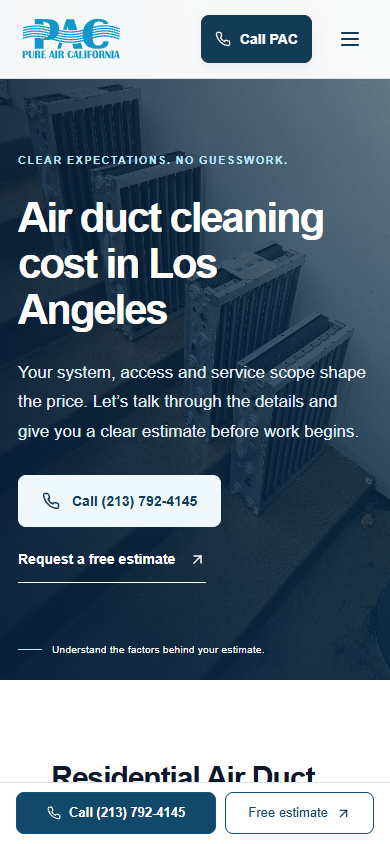 PAC
PURE AIR CALIFORNIA
Call PAC
CLEAR EXPECTATIONS. NO GUESSWORK.
Air duct cleaning
cost in Los
Angeles
Your system, access and service scope shape
the price. Let’s talk through the details and
give you a clear estimate before work begins.
Call (213) 792-4145
Request a free estimate
Understand the factors behind your estimate.
Residential Air Duct
Call (213) 792-4145
Free estimate